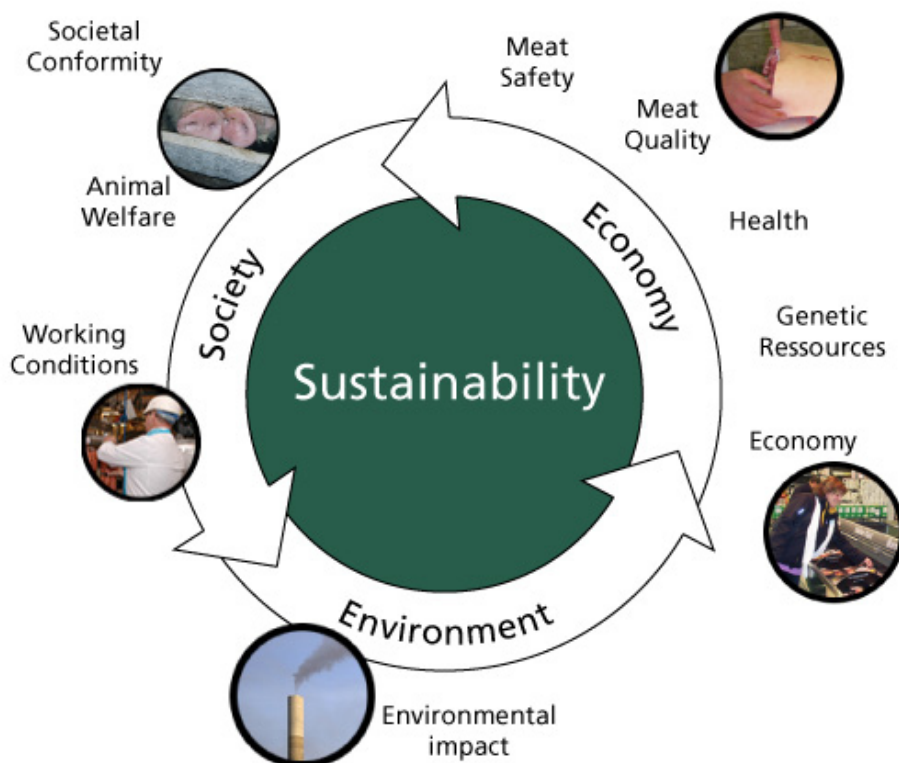 Societal
Conformity
Meat
Safety
Meat
Quality
Animal
Welfare
Health
Economy
Society
Working
Conditions
Genetic
Ressources
Sustainability
Economy
Environment
Environmental
impact